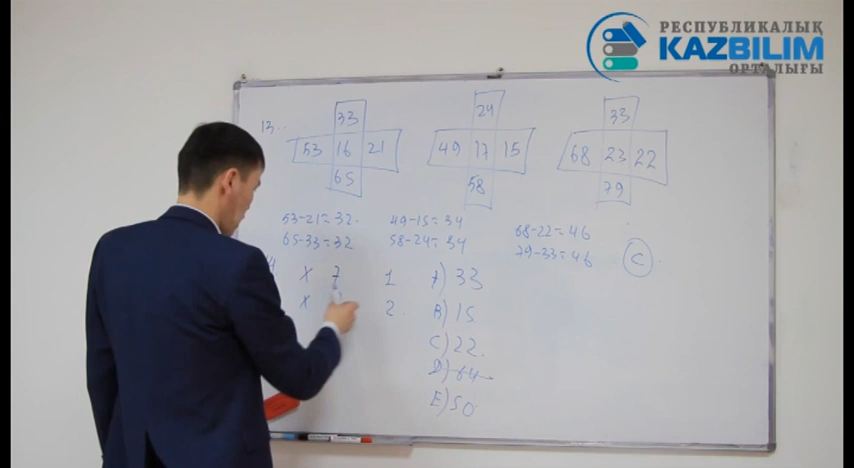 РЕСПУБЛИКАЛЫҚ
KAZBILIM
ОРТАЛЫҒЫ
13..
33
53 16 21
65
24
49 17 15
58
33
68 23 22
79
53-21=32
65-33=32
49-15=34
58-24=34
68-22=46
79-33=46
C
x 7 1
x 2.
A) 33
B) 15
C) 22.
D) 64
E) 50